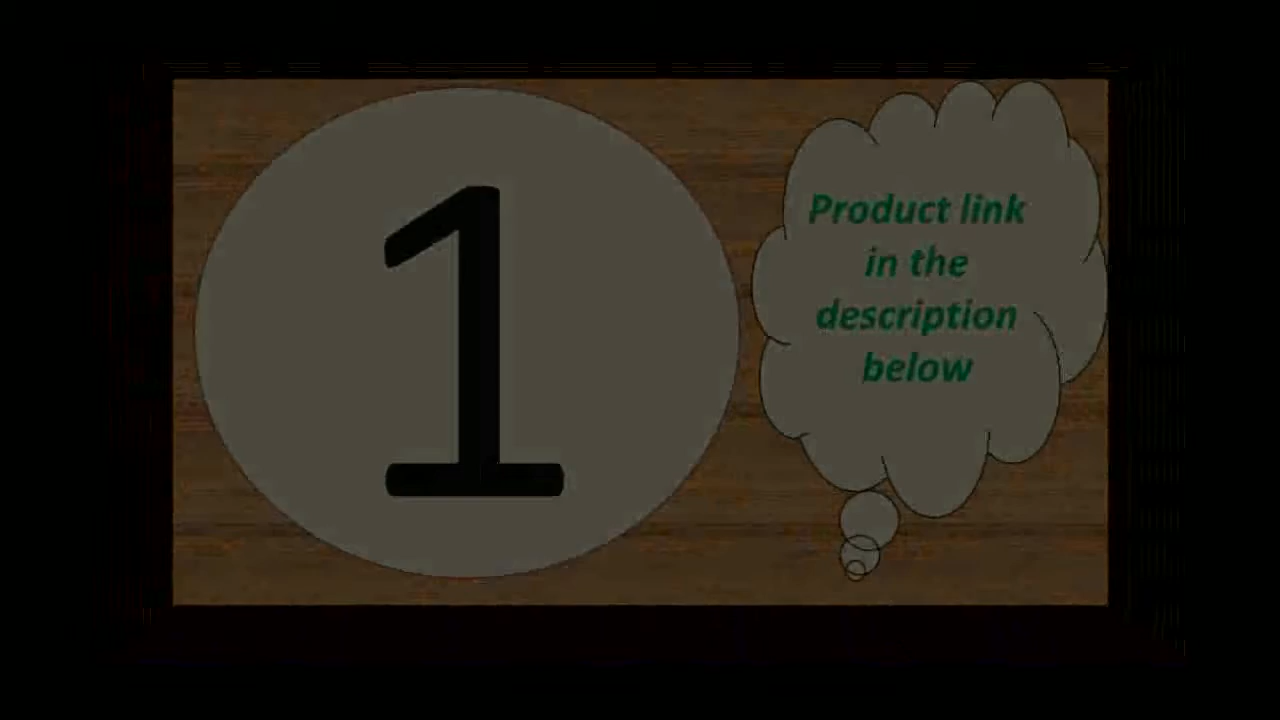 1
Product link
in the
description
below